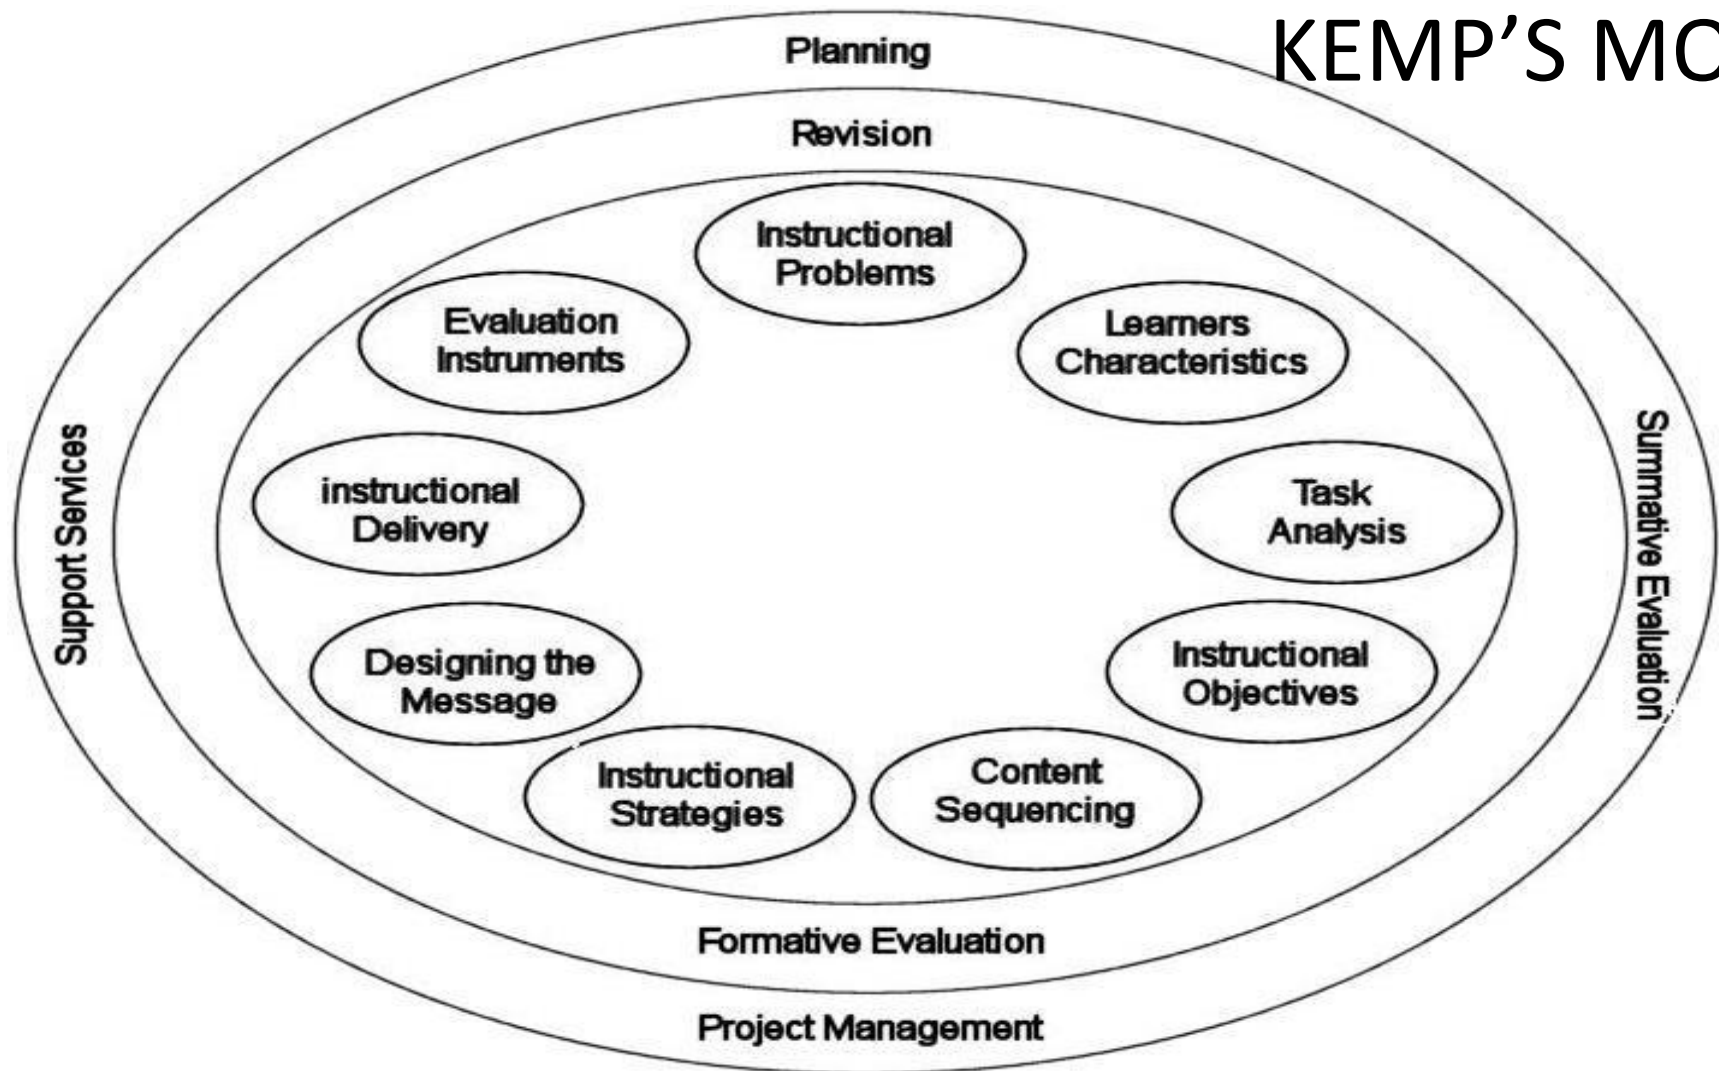 KEMP'S MO
Planning
Revision
Instructional
Problems
Evaluation
Instruments
Learners
Characteristics
instructional
Delivery
Task
Analysis
Support Services
Summative Evaluation
Designing the
Message
Instructional
Objectives
Instructional
Strategies
Content
Sequencing
Formative Evaluation
Project Management